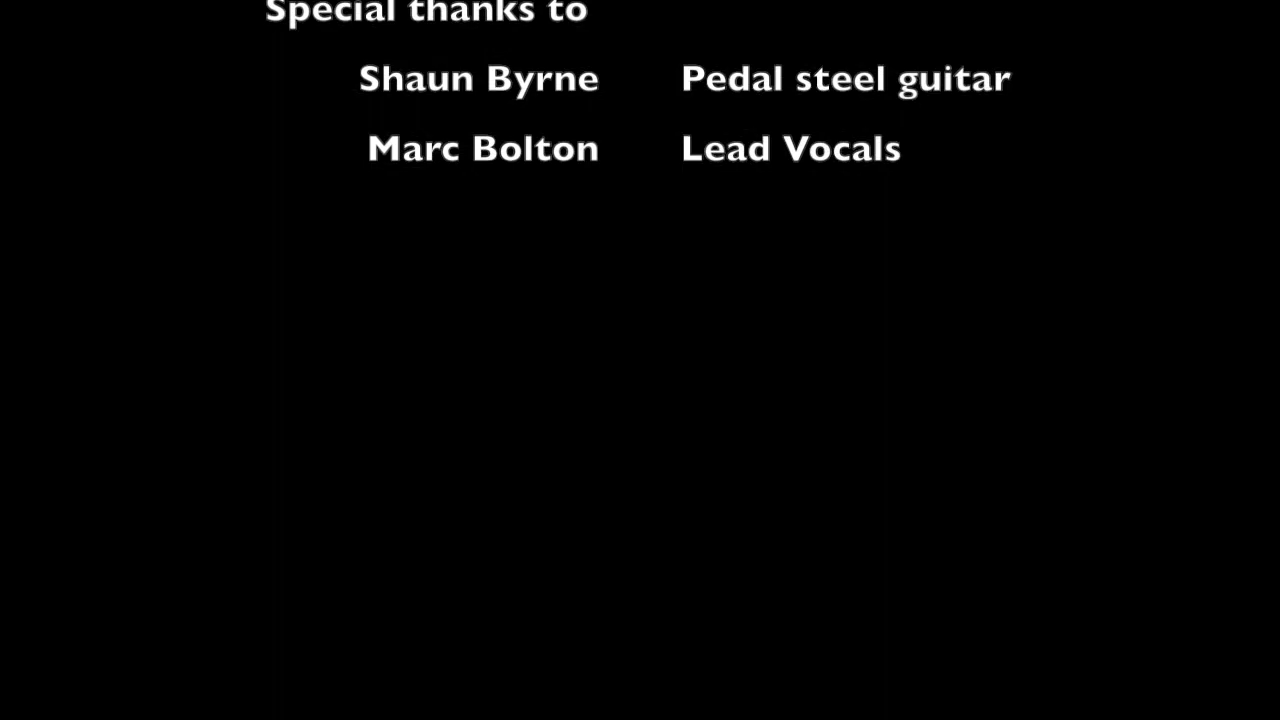 Special thanks to
Shaun Byrne Pedal steel guitar
Marc Bolton Lead Vocals